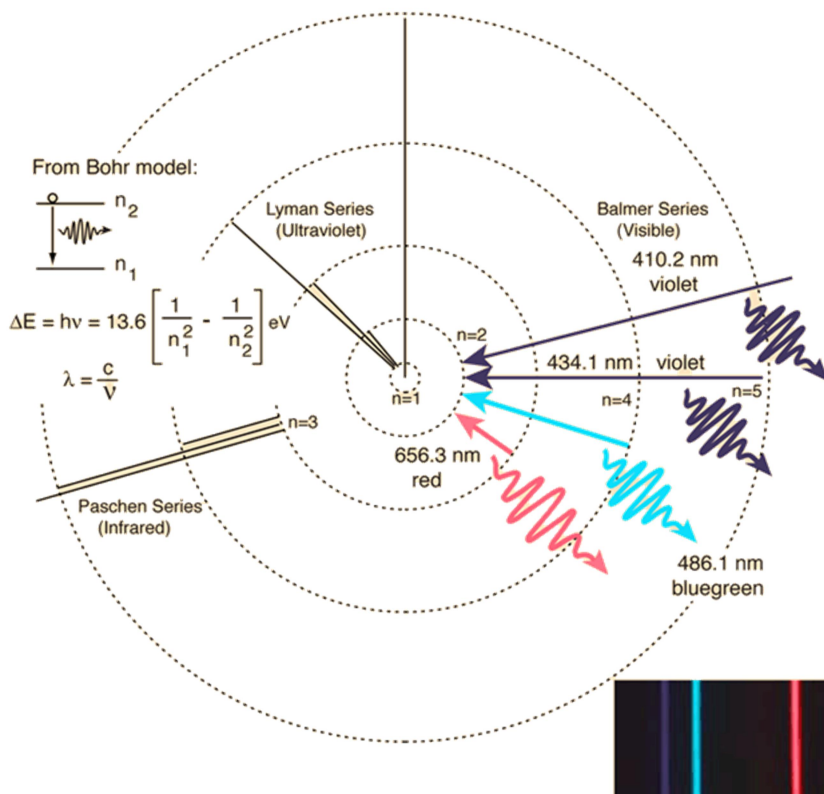 From Bohr model:
n₂
n₁
ΔE = hν = 13.6 [ 1/n₁² - 1/n₂² ] eV
λ = c/ν
Lyman Series
(Ultraviolet)
Balmer Series
(Visible)
410.2 nm
violet
n=2
434.1 nm violet
n=1
n=4
n=5
n=3
656.3 nm
red
Paschen Series
(Infrared)
486.1 nm
bluegreen